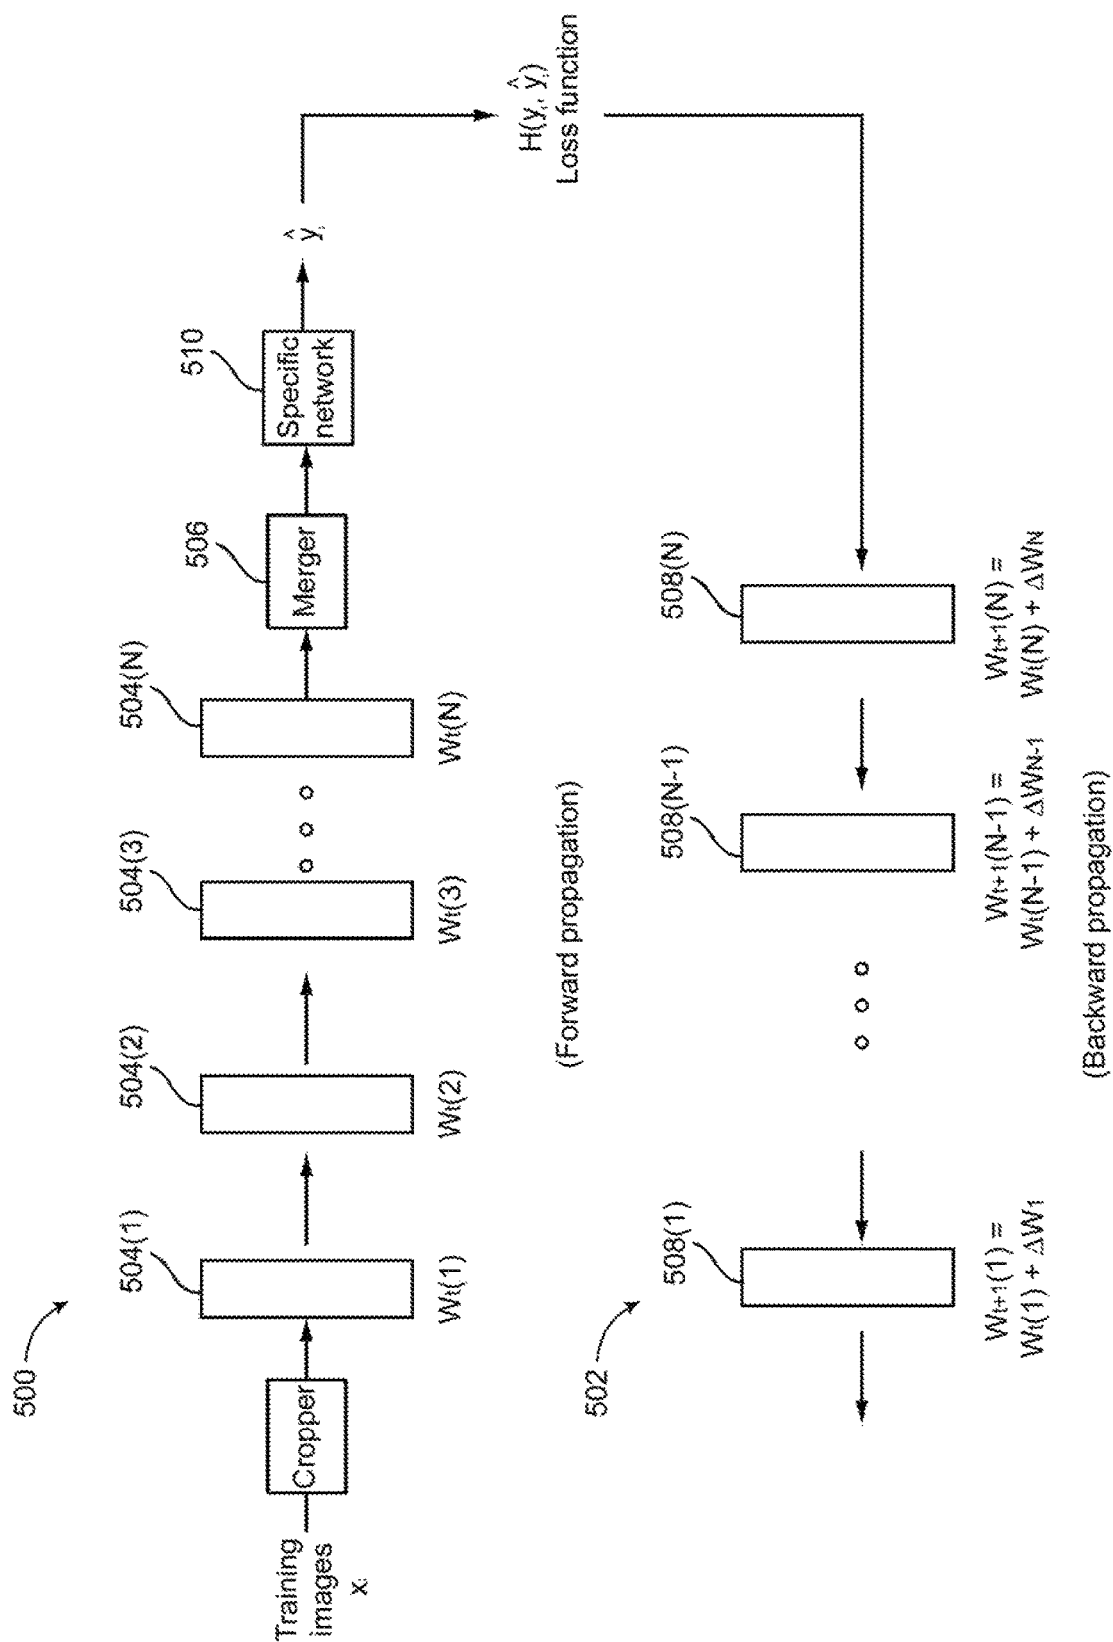 500
504(1)
504(2)
504(3)
504(N)
506
510
Training
images
xᵢ
Cropper
Merger
Specific
network
ŷᵢ
Wt(1)
Wt(2)
Wt(3)
Wt(N)
H(yᵢ, ŷᵢ)
Loss function
(Forward propagation)
502
508(1)
508(N-1)
508(N)
Wt+1(1) =
Wt(1) + ΔW1
Wt+1(N-1) =
Wt(N-1) + ΔWN-1
Wt+1(N) =
Wt(N) + ΔWN
(Backward propagation)